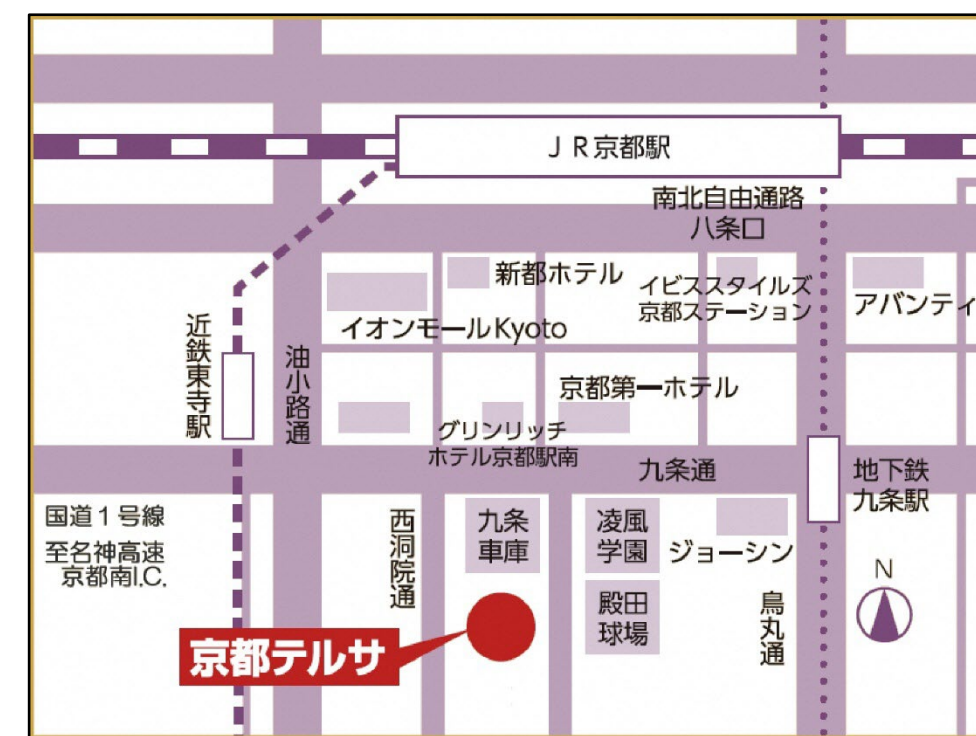 ＪＲ京都駅
南北自由通路
八条口
新都ホテル
イビススタイルズ
京都ステーション
アバンティ
イオンモールKyoto
近鉄東寺駅
油小路通
京都第一ホテル
グリンリッチ
ホテル京都駅南
九条通
地下鉄
九条駅
国道１号線
至名神高速
京都南I.C.
西洞院通
九条
車庫
凌風
学園
ジョーシン
殿田
球場
鳥丸通
N
京都テルサ